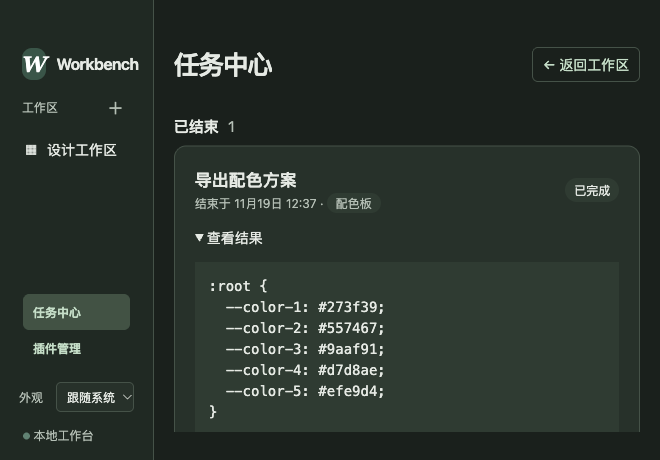 W Workbench
工作区 +
▦ 设计工作区
任务中心
插件管理
外观 跟随系统
本地工作台
任务中心
← 返回工作区
已结束 1
导出配色方案
结束于 11月19日 12:37 · 配色板
已完成
▼查看结果
:root {
  --color-1: #273f39;
  --color-2: #557467;
  --color-3: #9aaf91;
  --color-4: #d7d8ae;
  --color-5: #efe9d4;
}